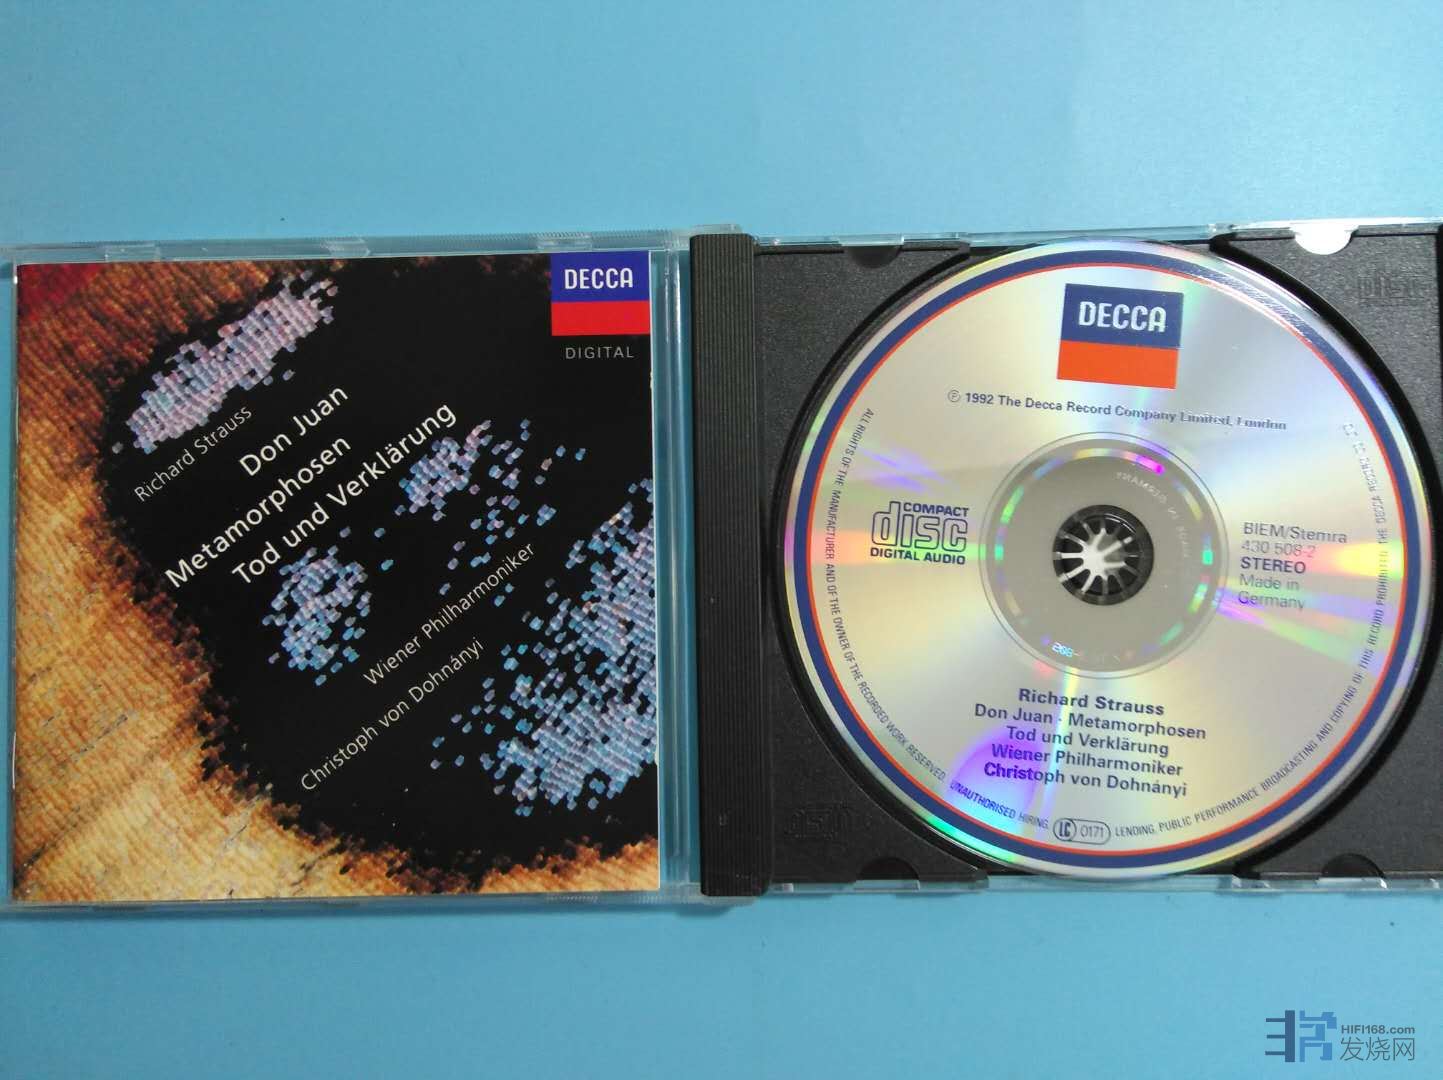 DECCA
DIGITAL
Richard Strauss
Don Juan
Metamorphosen
Tod und Verklärung
Wiener Philharmoniker
Christoph von Dohnányi
DECCA
℗ 1992 The Decca Record Company Limited, London
COMPACT
disc
DIGITAL AUDIO
BIEM/Stemra
430 508-2
STEREO
Made in
Germany
Richard Strauss
Don Juan · Metamorphosen
Tod und Verklärung
Wiener Philharmoniker
Christoph von Dohnányi
ALL RIGHTS OF THE MANUFACTURER AND OF THE OWNER OF THE RECORDED WORK RESERVED. UNAUTHORISED HIRING, LC 0171 LENDING, PUBLIC PERFORMANCE BROADCASTING AND COPYING OF THIS RECORD PROHIBITED.
MADE IN GERMANY
HIFI168.com
发烧网